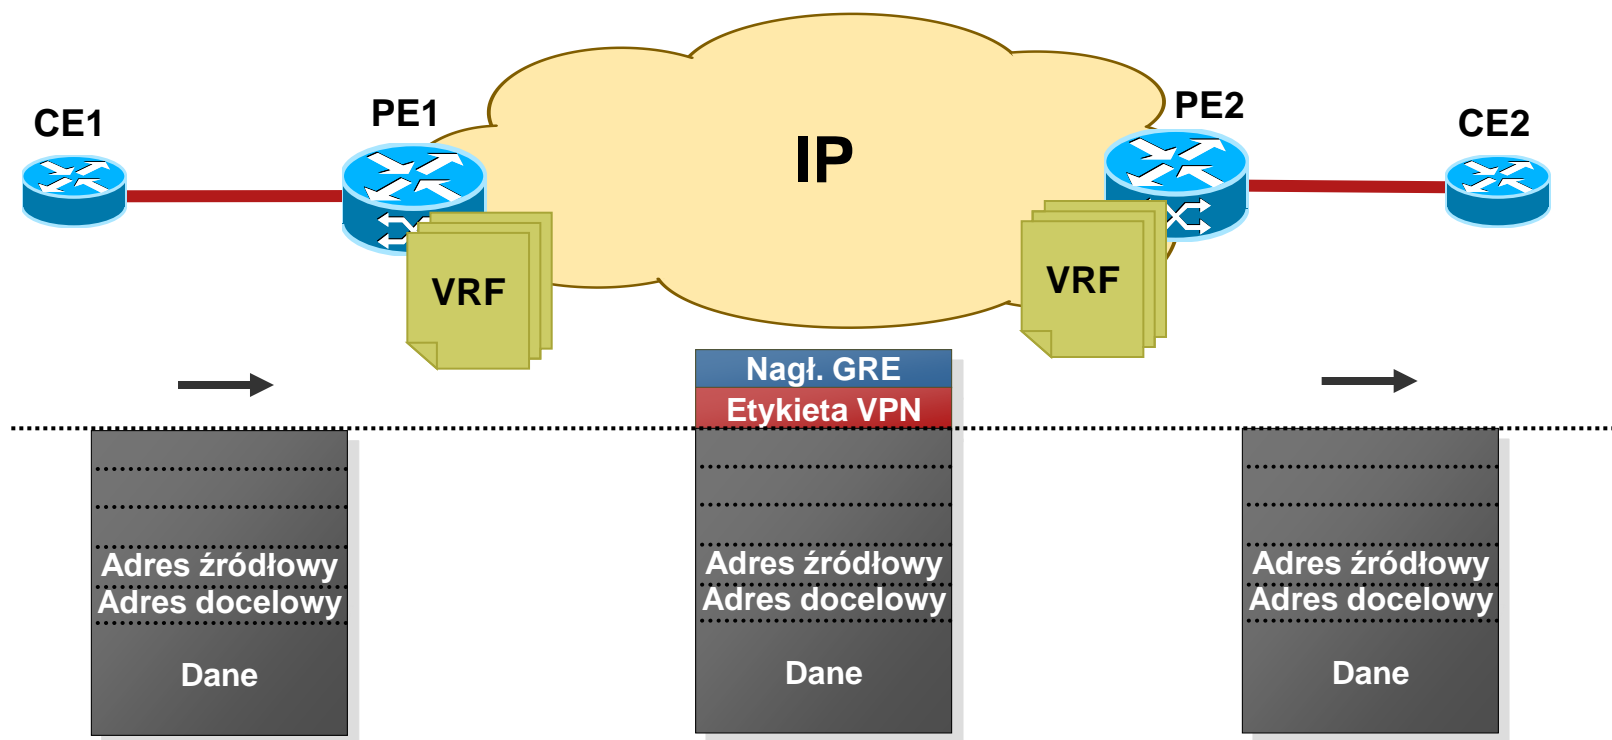 CE1
PE1
IP
PE2
CE2
VRF
VRF
Nagł. GRE
Etykieta VPN
Adres źródłowy
Adres docelowy
Dane
Adres źródłowy
Adres docelowy
Dane
Adres źródłowy
Adres docelowy
Dane